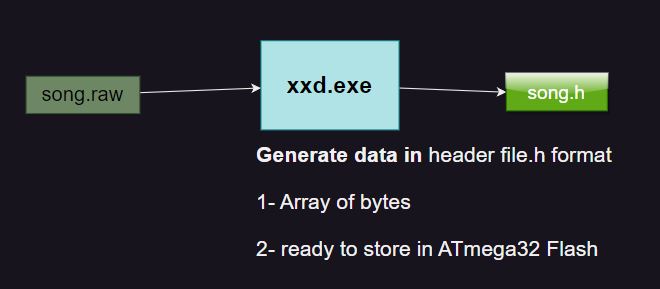 song.raw
xxd.exe
song.h
Generate data in header file.h format
1- Array of bytes
2- ready to store in ATmega32 Flash